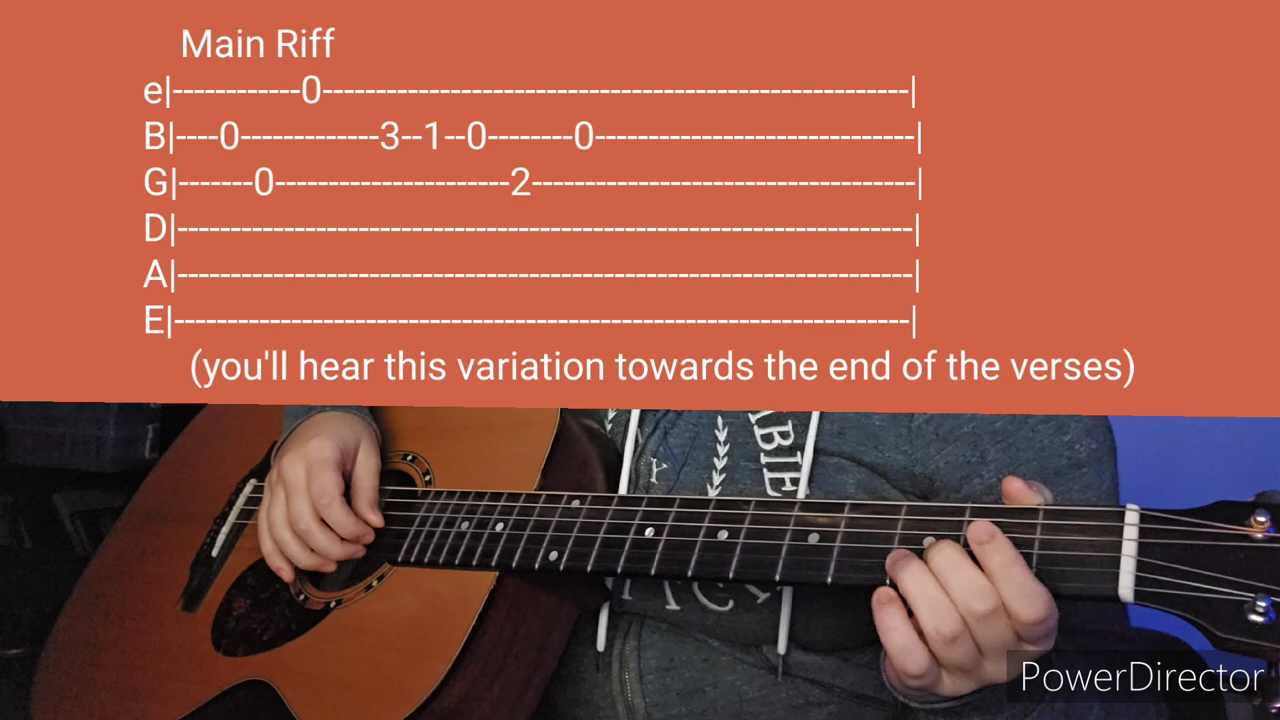 Main Riff
e|------------0-------------------------------------------------------|
B|----0-------------3--1--0--------0------------------------------|
G|-------0----------------------2------------------------------------|
D|---------------------------------------------------------------------|
A|---------------------------------------------------------------------|
E|---------------------------------------------------------------------|
(you'll hear this variation towards the end of the verses)
ABIE
PowerDirector